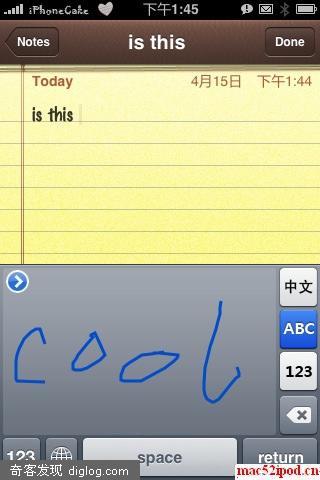 iPhoneCake 下午1:45
Notes is this Done
Today 4月15日 下午1:44
is this
cool
中文
ABC
123
123 space return
奇客发现 diglog.com mac52ipod.cn